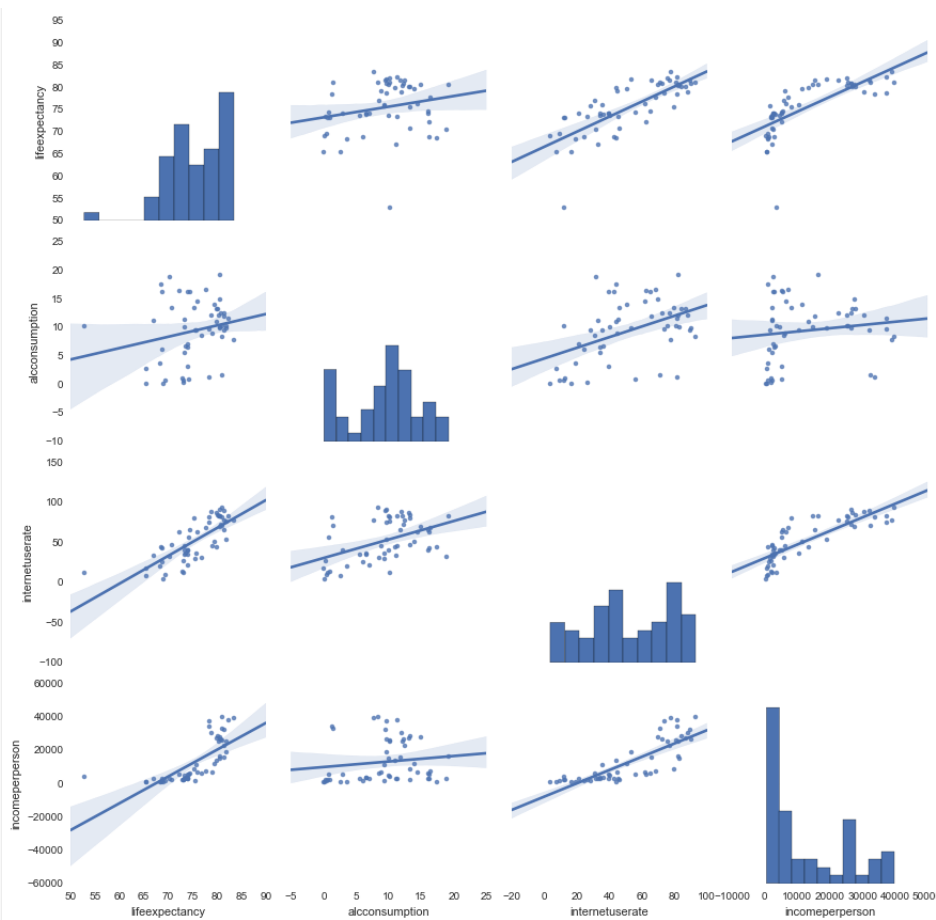 95
90
85
80
75
70
65
60
55
50
lifeexpectancy
25
20
15
10
5
0
−5
−10
alcconsumption
150
100
50
0
−50
−100
internetuserate
60000
40000
20000
0
−20000
−40000
−60000
incomeperperson
50 55 60 65 70 75 80 85 90
lifeexpectancy
−5 0 5 10 15 20 25
alcconsumption
−20 0 20 40 60 80 100
internetuserate
−10000 0 10000 20000 30000 40000 5000
incomeperperson